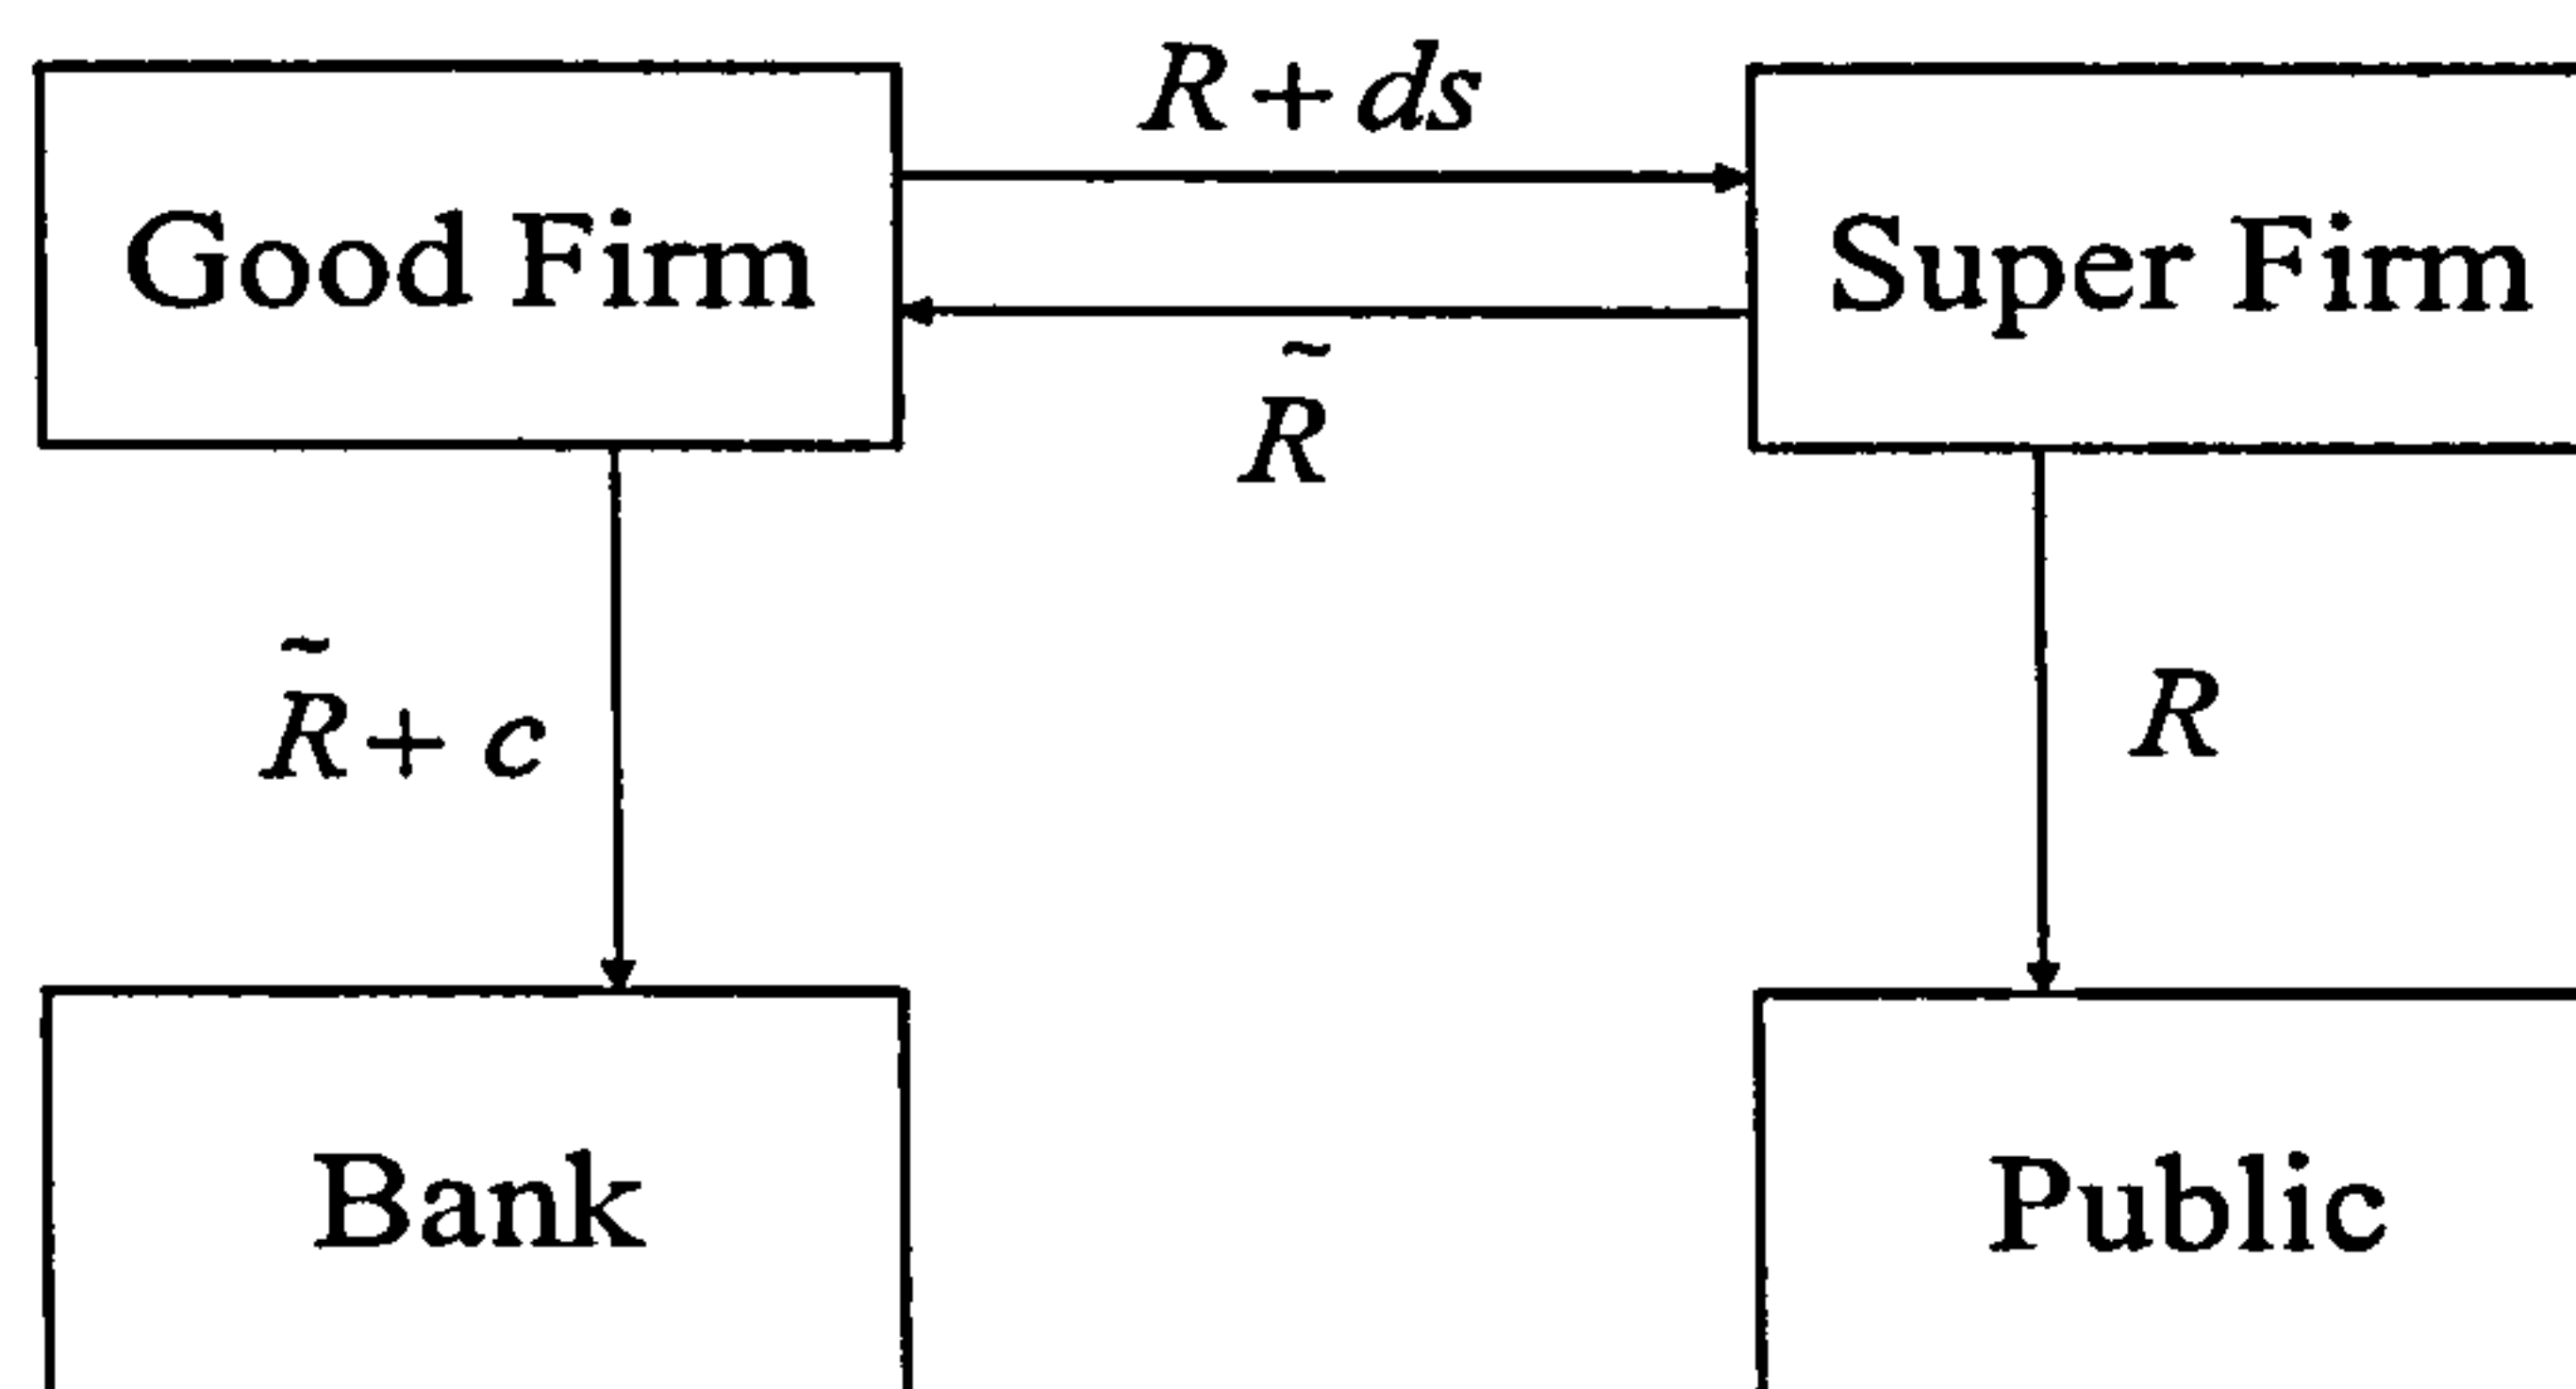 R + ds
Good Firm
Super Firm
R̃
R̃ + c
R
Bank
Public